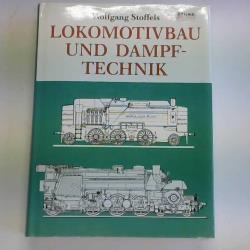 Wolfgang Stoffels
LOKOMOTIVBAU
UND DAMPF-
TECHNIK